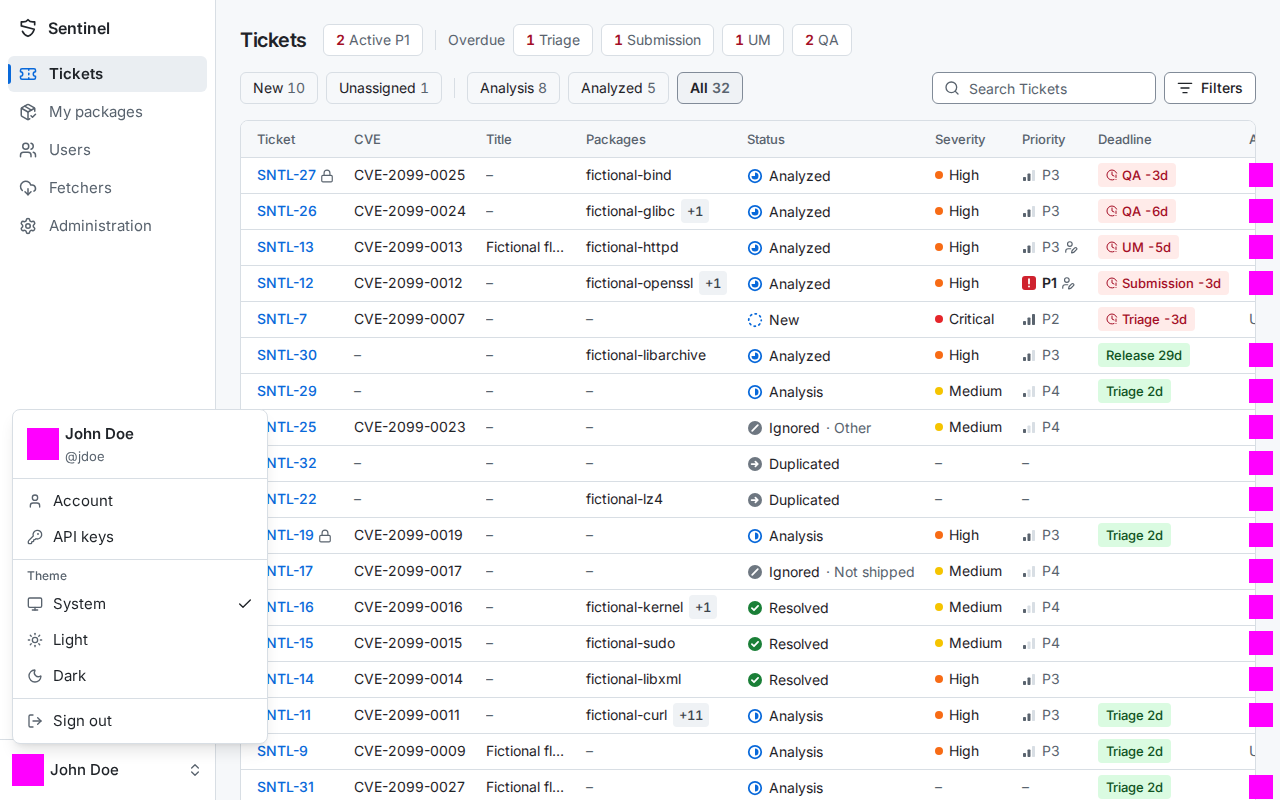 Sentinel
Tickets
My packages
Users
Fetchers
Administration
Tickets 2 Active P1 Overdue 1 Triage 1 Submission 1 UM 2 QA
New 10 Unassigned 1 Analysis 8 Analyzed 5 All 32 Search Tickets Filters
Ticket CVE Title Packages Status Severity Priority Deadline
SNTL-27 CVE-2099-0025 – fictional-bind Analyzed High P3 QA -3d
SNTL-26 CVE-2099-0024 – fictional-glibc +1 Analyzed High P3 QA -6d
SNTL-13 CVE-2099-0013 Fictional fl... fictional-httpd Analyzed High P3 UM -5d
SNTL-12 CVE-2099-0012 – fictional-openssl +1 Analyzed High P1 Submission -3d
SNTL-7 CVE-2099-0007 – – New Critical P2 Triage -3d
SNTL-30 – – fictional-libarchive Analyzed High P3 Release 29d
SNTL-29 – – – Analysis Medium P4 Triage 2d
NTL-25 CVE-2099-0023 – – Ignored · Other Medium P4
NTL-32 – – – Duplicated – –
NTL-22 – – fictional-lz4 Duplicated – –
NTL-19 CVE-2099-0019 – – Analysis High P3 Triage 2d
NTL-17 CVE-2099-0017 – – Ignored · Not shipped Medium P4
NTL-16 CVE-2099-0016 – fictional-kernel +1 Resolved Medium P4
NTL-15 CVE-2099-0015 – fictional-sudo Resolved Medium P4
NTL-14 CVE-2099-0014 – fictional-libxml Resolved High P3
NTL-11 CVE-2099-0011 – fictional-curl +11 Analysis High P3 Triage 2d
SNTL-9 CVE-2099-0009 Fictional fl... – Analysis High P3 Triage 2d
SNTL-31 CVE-2099-0027 Fictional fl... – Analysis – – Triage 2d
John Doe
@jdoe
Account
API keys
Theme
System
Light
Dark
Sign out
John Doe